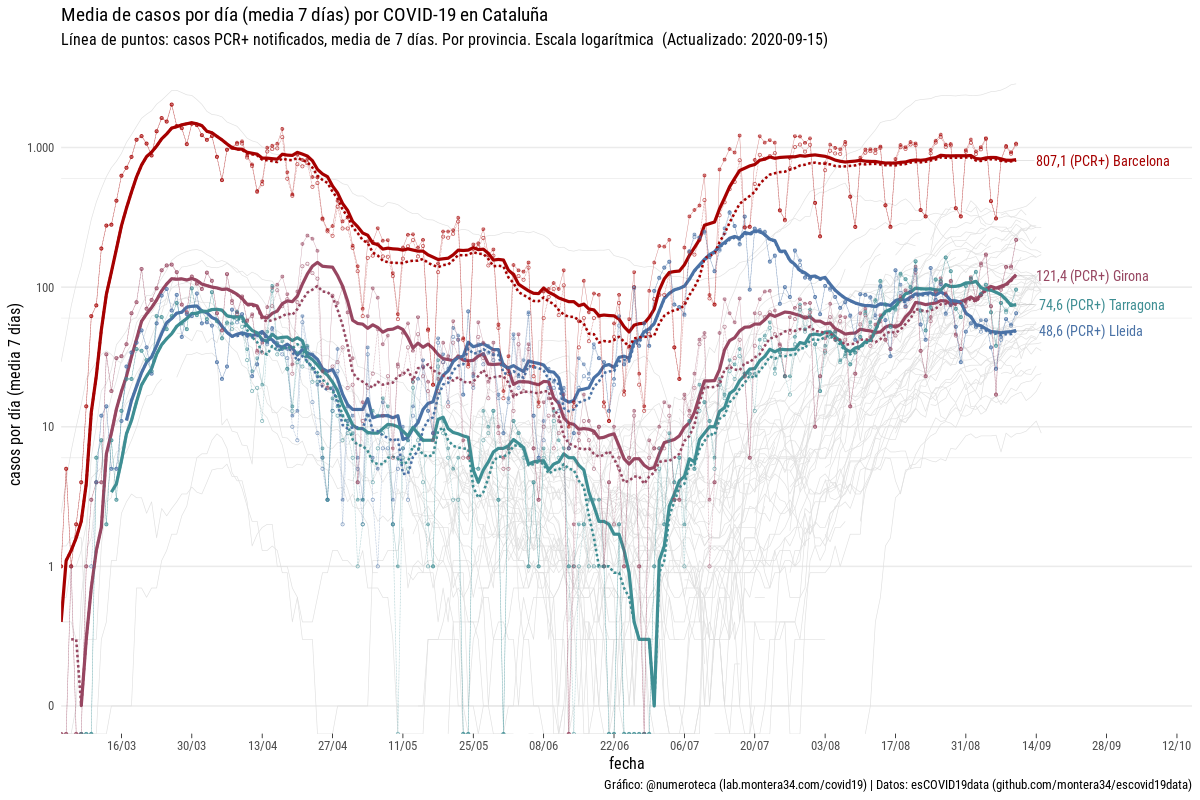 Media de casos por día (media 7 días) por COVID-19 en Cataluña
Línea de puntos: casos PCR+ notificados, media de 7 días. Por provincia. Escala logarítmica  (Actualizado: 2020-09-15)
casos por día (media 7 días)
1.000
100
10
1
0
807,1 (PCR+) Barcelona
121,4 (PCR+) Girona
74,6 (PCR+) Tarragona
48,6 (PCR+) Lleida
16/03 30/03 13/04 27/04 11/05 25/05 08/06 22/06 06/07 20/07 03/08 17/08 31/08 14/09 28/09 12/10
fecha
Gráfico: @numeroteca (lab.montera34.com/covid19) | Datos: esCOVID19data (github.com/montera34/escovid19data)